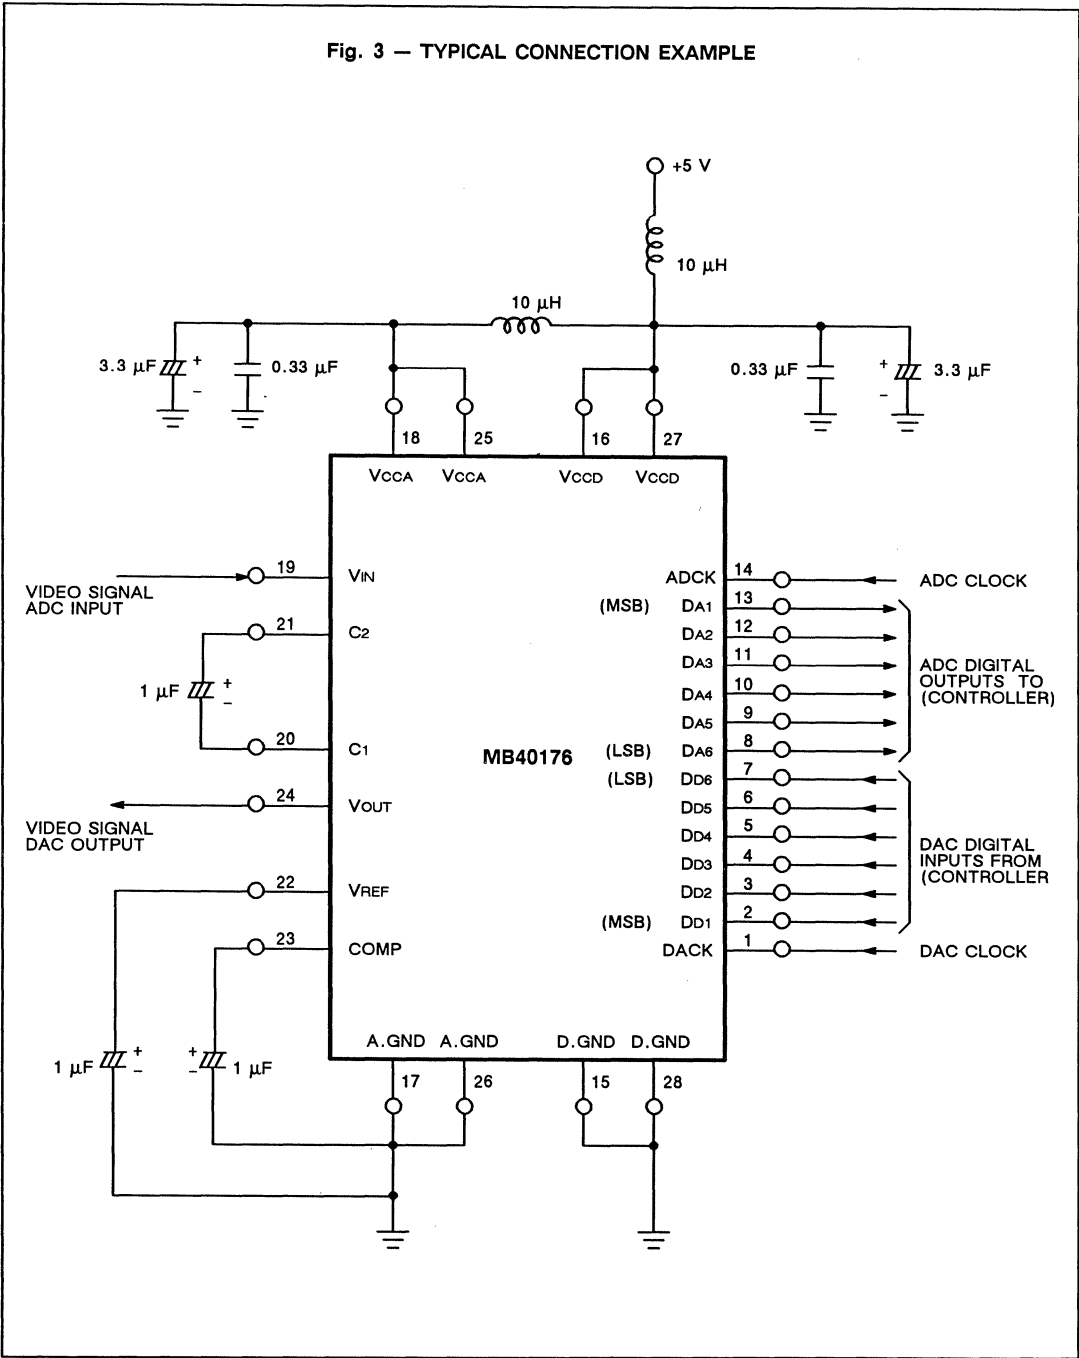 Fig. 3 — TYPICAL CONNECTION EXAMPLE
+5 V
10 µH
10 µH
3.3 µF
+
–
0.33 µF
0.33 µF
+
–
3.3 µF
18
25
16
27
VCCA
VCCA
VCCD
VCCD
VIDEO SIGNAL
ADC INPUT
19
VIN
21
C2
1 µF
+
–
20
C1
24
VOUT
VIDEO SIGNAL
DAC OUTPUT
22
VREF
23
COMP
MB40176
ADCK
14
ADC CLOCK
(MSB)
DA1
13
DA2
12
DA3
11
DA4
10
DA5
9
(LSB)
DA6
8
ADC DIGITAL
OUTPUTS TO
(CONTROLLER)
(LSB)
DD6
7
DD5
6
DD4
5
DD3
4
DD2
3
(MSB)
DD1
2
DAC DIGITAL
INPUTS FROM
(CONTROLLER
DACK
1
DAC CLOCK
A.GND
A.GND
D.GND
D.GND
1 µF
+
–
+
–
1 µF
17
26
15
28